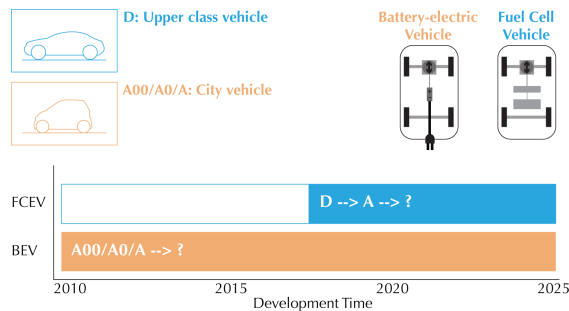 D: Upper class vehicle
A00/A0/A: City vehicle
Battery-electric
Vehicle
Fuel Cell
Vehicle
FCEV
D --> A --> ?
BEV
A00/A0/A --> ?
2010
2015
2020
2025
Development Time